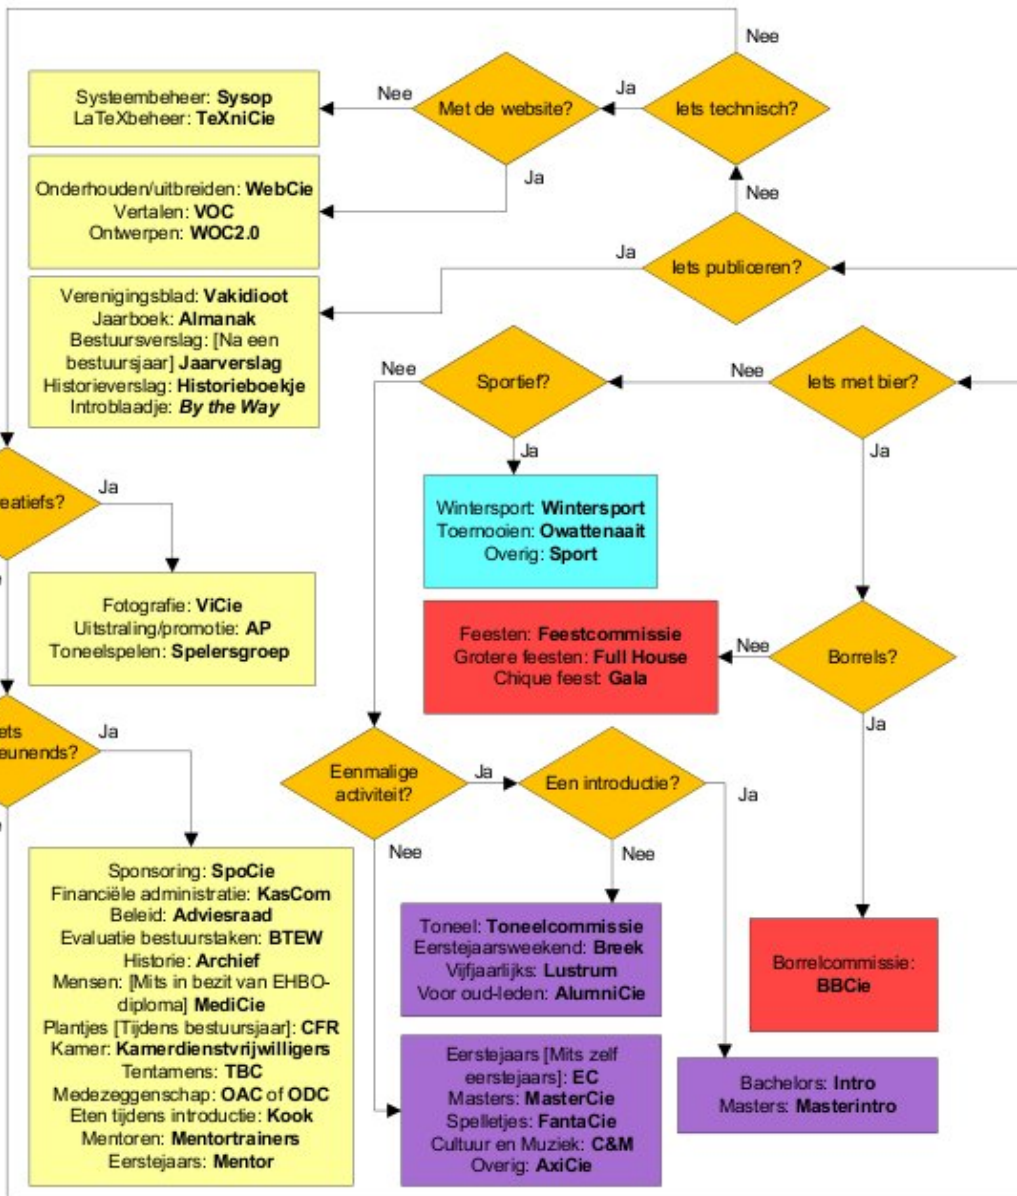 Nee
Systeembeheer: Sysop
LaTeXbeheer: TeXniCie
Nee
Met de website?
Ja
Iets technisch?
Ja
Nee
Onderhouden/uitbreiden: WebCie
Vertalen: VOC
Ontwerpen: WOC2.0
Ja
Iets publiceren?
Verenigingsblad: Vakidioot
Jaarboek: Almanak
Bestuursverslag: [Na een
bestuursjaar] Jaarverslag
Historieverslag: Historieboekje
Introblaadje: By the Way
Nee
Sportief?
Nee
Iets met bier?
Ja
Ja
reatiefs?
Ja
Wintersport: Wintersport
Toernooien: Owattenaait
Overig: Sport
Fotografie: ViCie
Uitstraling/promotie: AP
Toneelspelen: Spelersgroep
Feesten: Feestcommissie
Grotere feesten: Full House
Chique feest: Gala
Nee
Borrels?
Ja
ets
eunends?
Ja
Eenmalige
activiteit?
Ja
Een introductie?
Ja
Nee
Nee
Sponsoring: SpoCie
Financiële administratie: KasCom
Beleid: Adviesraad
Evaluatie bestuurstaken: BTEW
Historie: Archief
Mensen: [Mits in bezit van EHBO-
diploma] MediCie
Plantjes [Tijdens bestuursjaar]: CFR
Kamer: Kamerdienstvrijwilligers
Tentamens: TBC
Medezeggenschap: OAC of ODC
Eten tijdens introductie: Kook
Mentoren: Mentortrainers
Eerstejaars: Mentor
Toneel: Toneelcommissie
Eerstejaarsweekend: Breek
Vijfjaarlijks: Lustrum
Voor oud-leden: AlumniCie
Borrelcommissie:
BBCie
Eerstejaars [Mits zelf
eerstejaars]: EC
Masters: MasterCie
Spelletjes: FantaCie
Cultuur en Muziek: C&M
Overig: AxiCie
Bachelors: Intro
Masters: Masterintro